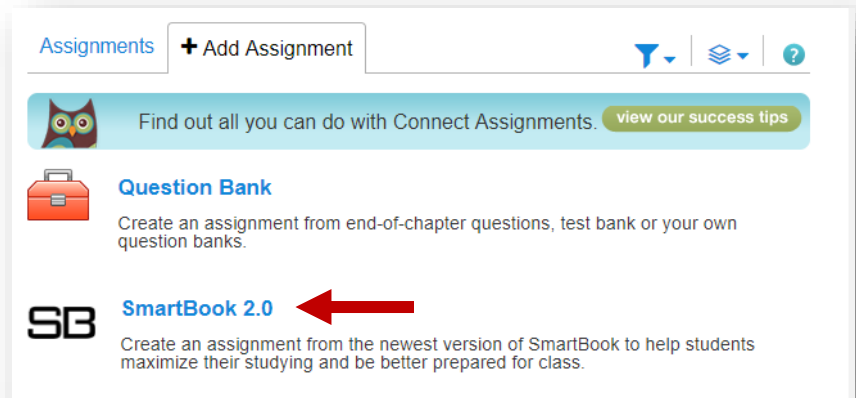 Assignments + Add Assignment ?
Find out all you can do with Connect Assignments. view our success tips
Question Bank
Create an assignment from end-of-chapter questions, test bank or your own
question banks.
SB SmartBook 2.0
Create an assignment from the newest version of SmartBook to help students
maximize their studying and be better prepared for class.